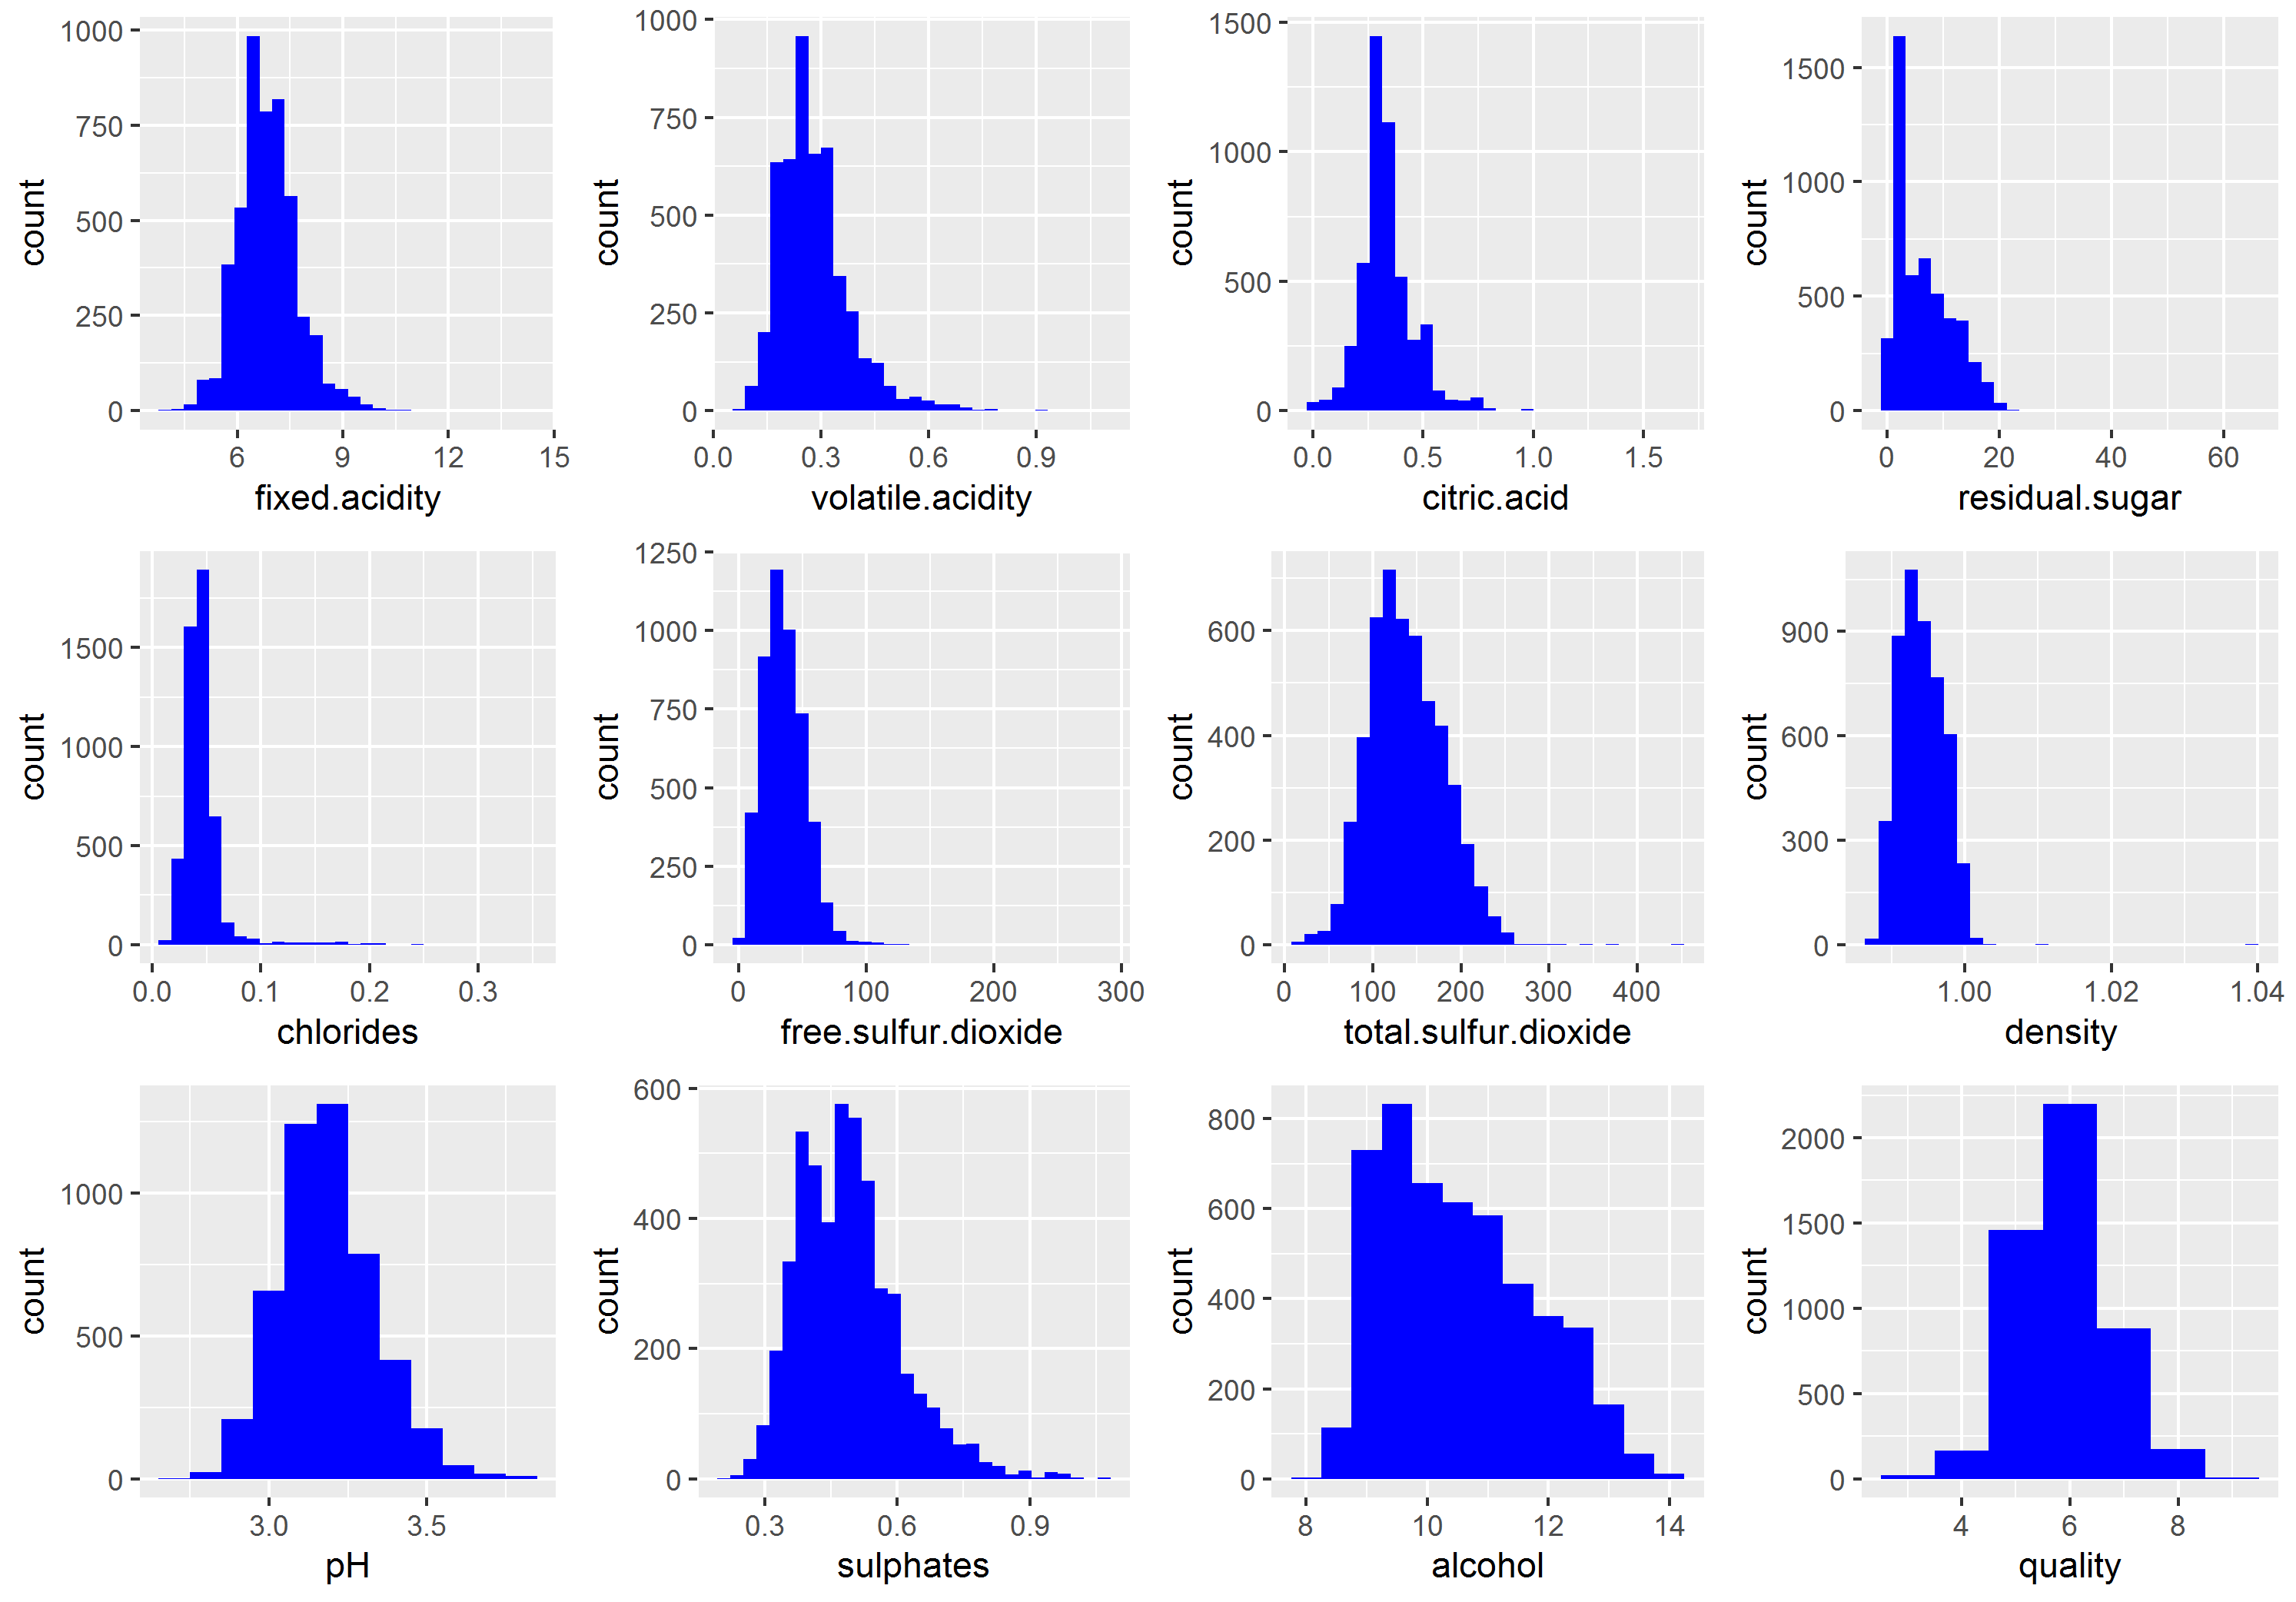 1000
750
500
250
0
count
6 9 12 15
fixed.acidity
1000
750
500
250
0
count
0.0 0.3 0.6 0.9
volatile.acidity
1500
1000
500
0
count
0.0 0.5 1.0 1.5
citric.acid
1500
1000
500
0
count
0 20 40 60
residual.sugar
1500
1000
500
0
count
0.0 0.1 0.2 0.3
chlorides
1250
1000
750
500
250
0
count
0 100 200 300
free.sulfur.dioxide
600
400
200
0
count
0 100 200 300 400
total.sulfur.dioxide
900
600
300
0
count
1.00 1.02 1.04
density
1000
500
0
count
3.0 3.5
pH
600
400
200
0
count
0.3 0.6 0.9
sulphates
800
600
400
200
0
count
8 10 12 14
alcohol
2000
1500
1000
500
0
count
4 6 8
quality